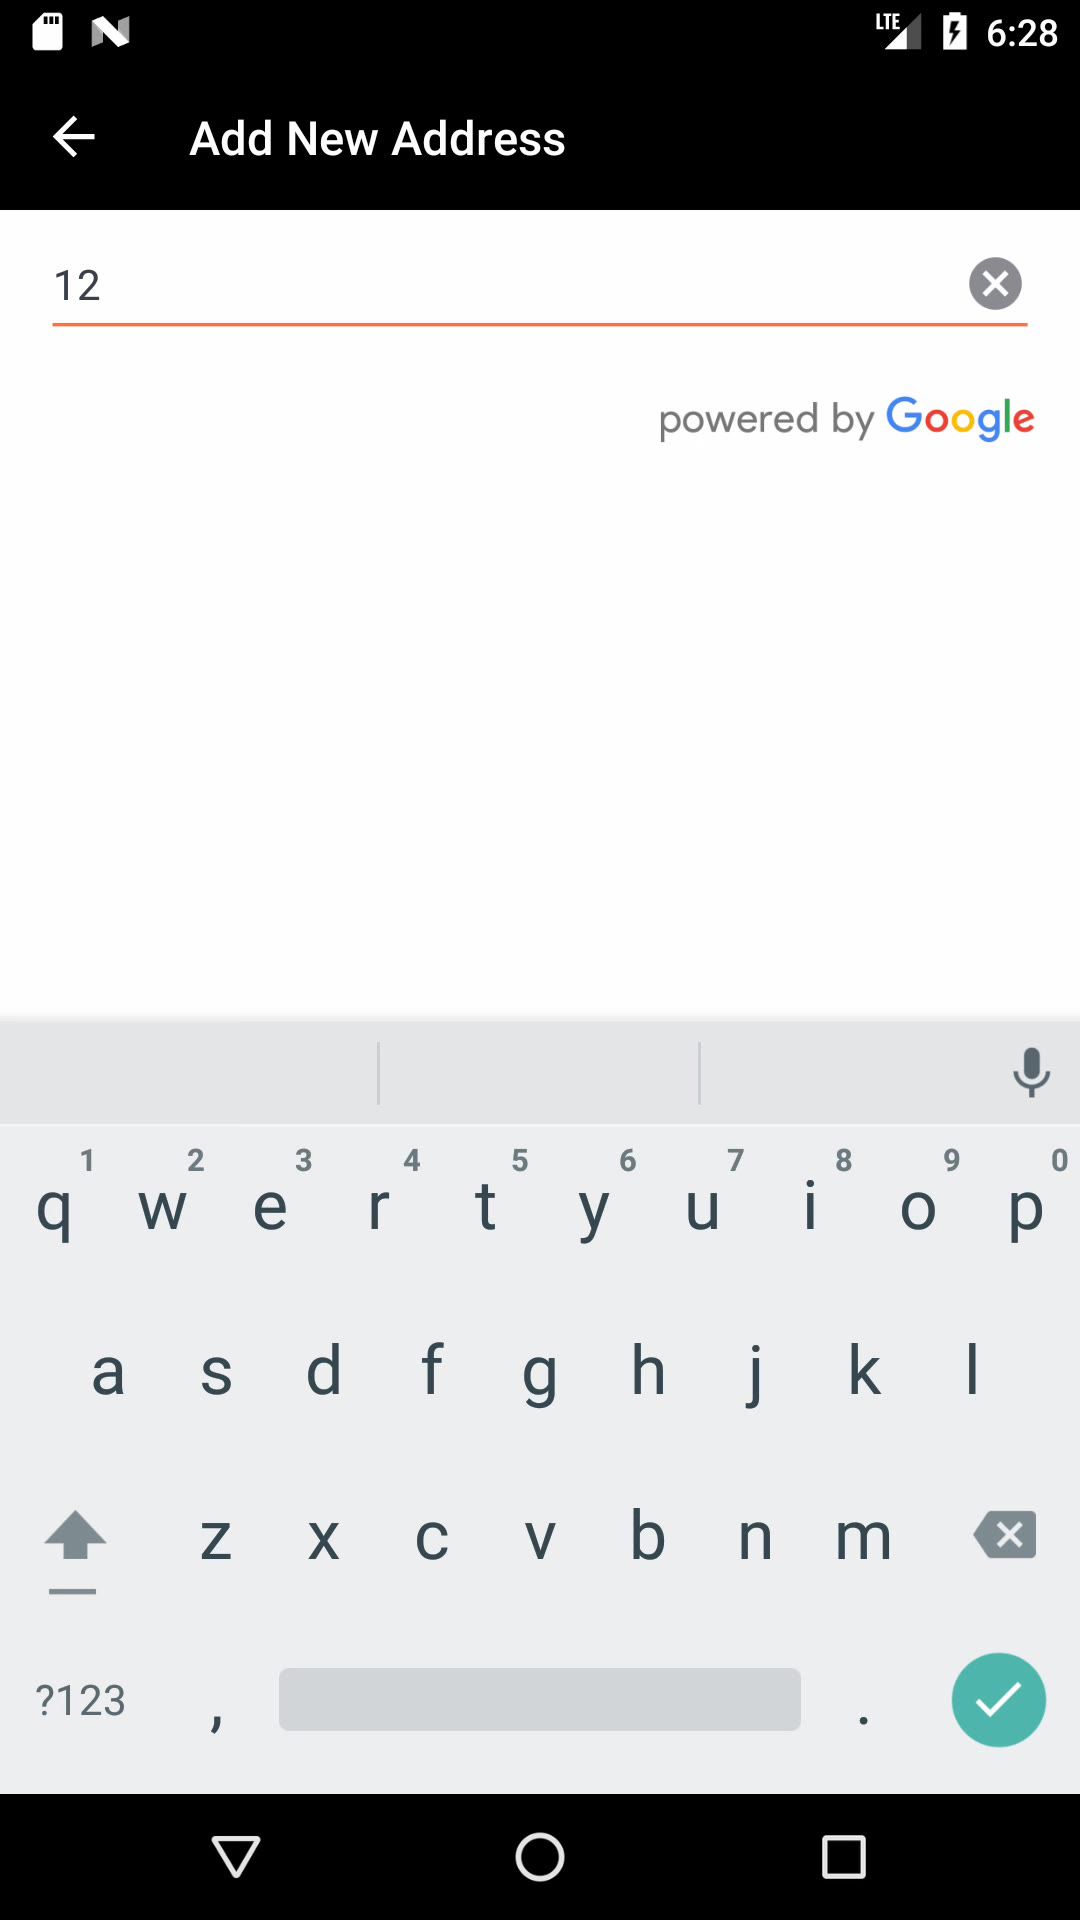 LTE 6:28
Add New Address
12
powered by Google
1 2 3 4 5 6 7 8 9 0
q w e r t y u i o p
a s d f g h j k l
z x c v b n m
?123 , .